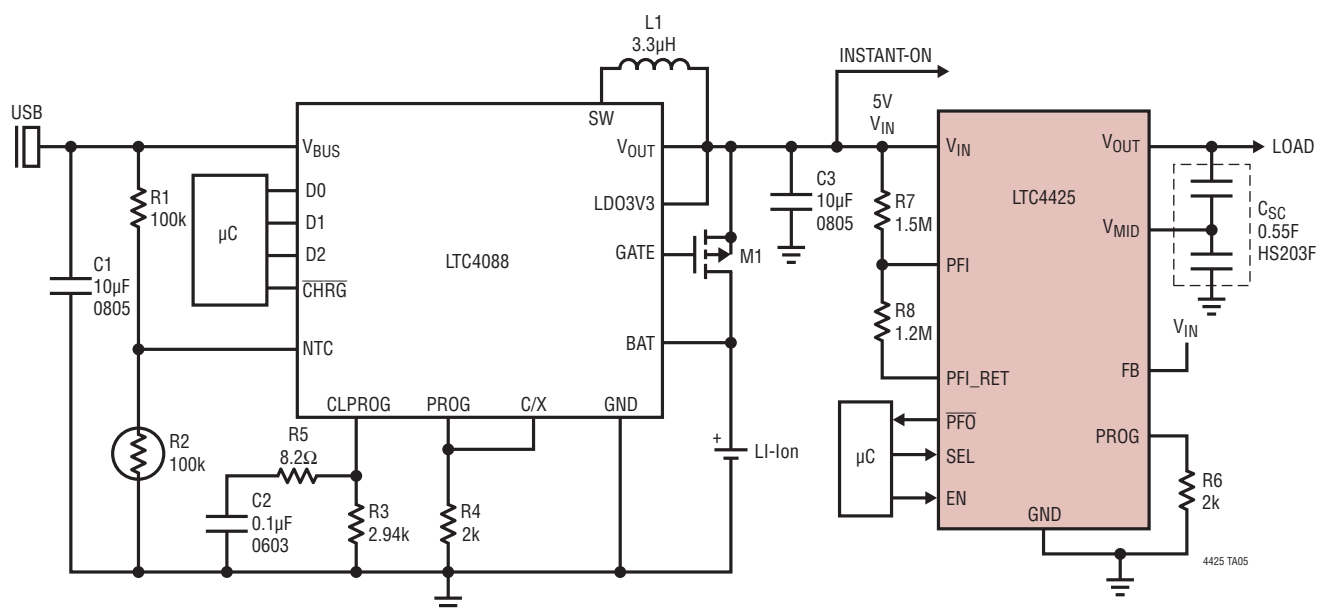 L1
3.3µH
INSTANT-ON
USB
SW
5V
VIN
VBUS
VOUT
VIN
VOUT
LOAD
R1
100k
µC
D0
D1
D2
CHRG
LTC4088
LDO3V3
GATE
M1
C3
10µF
0805
R7
1.5M
LTC4425
VMID
CSC
0.55F
HS203F
C1
10µF
0805
PFI
R8
1.2M
VIN
NTC
BAT
PFI_RET
FB
CLPROG
PROG
C/X
GND
PFO
PROG
R2
100k
R5
8.2Ω
+
LI-Ion
µC
SEL
EN
R6
2k
C2
0.1µF
0603
R3
2.94k
R4
2k
GND
4425 TA05